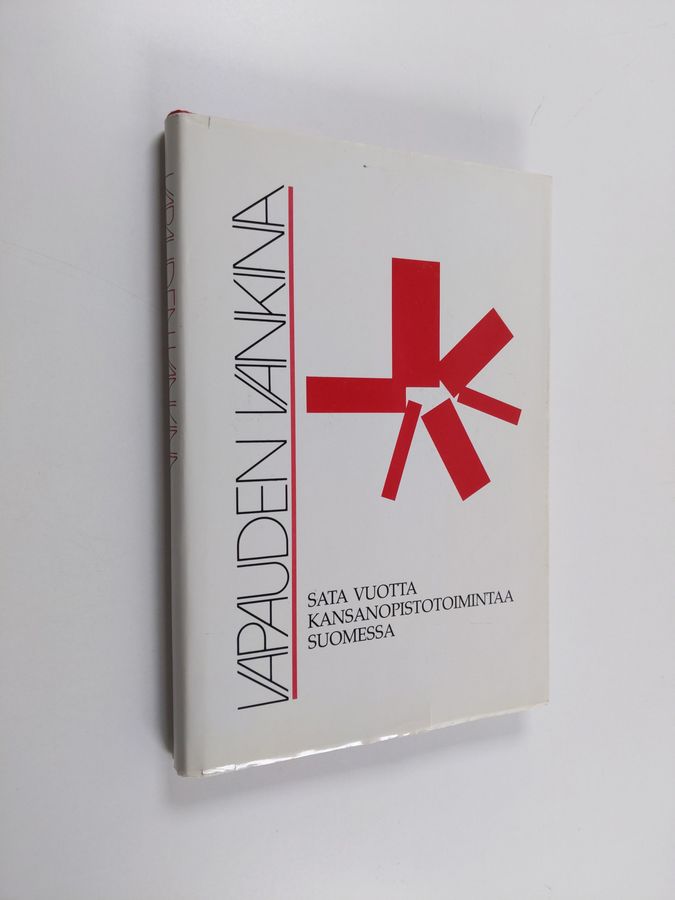 VAPAUDEN VANKINA
VAPAUDEN VANKINA
SATA VUOTTA
KANSANOPISTOTOIMINTAA
SUOMESSA